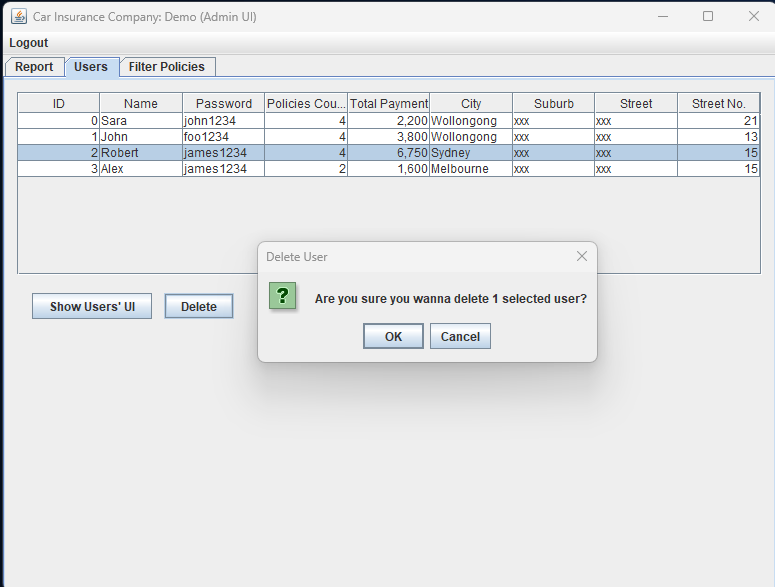 Car Insurance Company: Demo (Admin UI)
Logout
Report Users Filter Policies
ID Name Password Policies Cou... Total Payment City Suburb Street Street No.
0 Sara john1234 4 2,200 Wollongong xxx xxx 21
1 John foo1234 4 3,800 Wollongong xxx xxx 13
2 Robert james1234 4 6,750 Sydney xxx xxx 15
3 Alex james1234 2 1,600 Melbourne xxx xxx 15
Delete User
?
Are you sure you wanna delete 1 selected user?
Show Users' UI Delete
OK Cancel